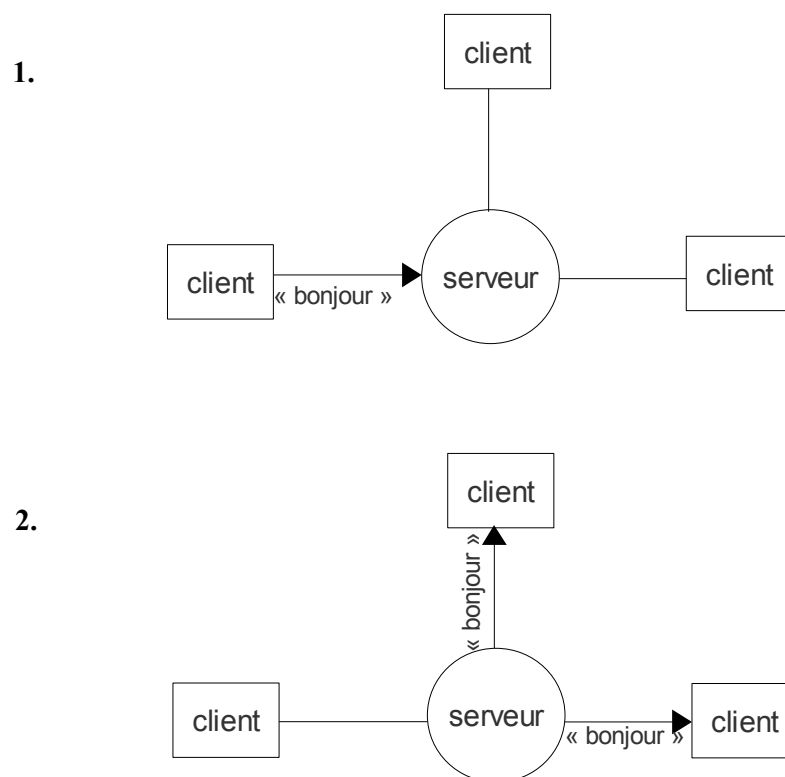 client
1.
client
« bonjour »
serveur
client
client
2.
« bonjour »
client
serveur
« bonjour »
client